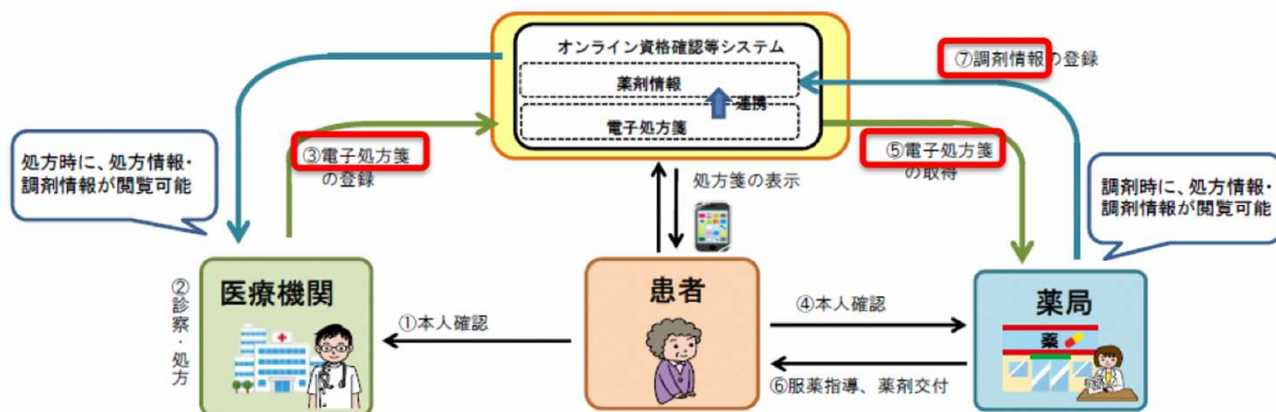 オンライン資格確認等システム
薬剤情報
連携
電子処方箋
⑦調剤情報の登録
③電子処方箋
の登録
⑤電子処方箋
の取得
処方時に、処方情報・
調剤情報が閲覧可能
処方箋の表示
調剤時に、処方情報・
調剤情報が閲覧可能
②診察・処方
医療機関
①本人確認
患者
④本人確認
⑥服薬指導、薬剤交付
薬局
薬